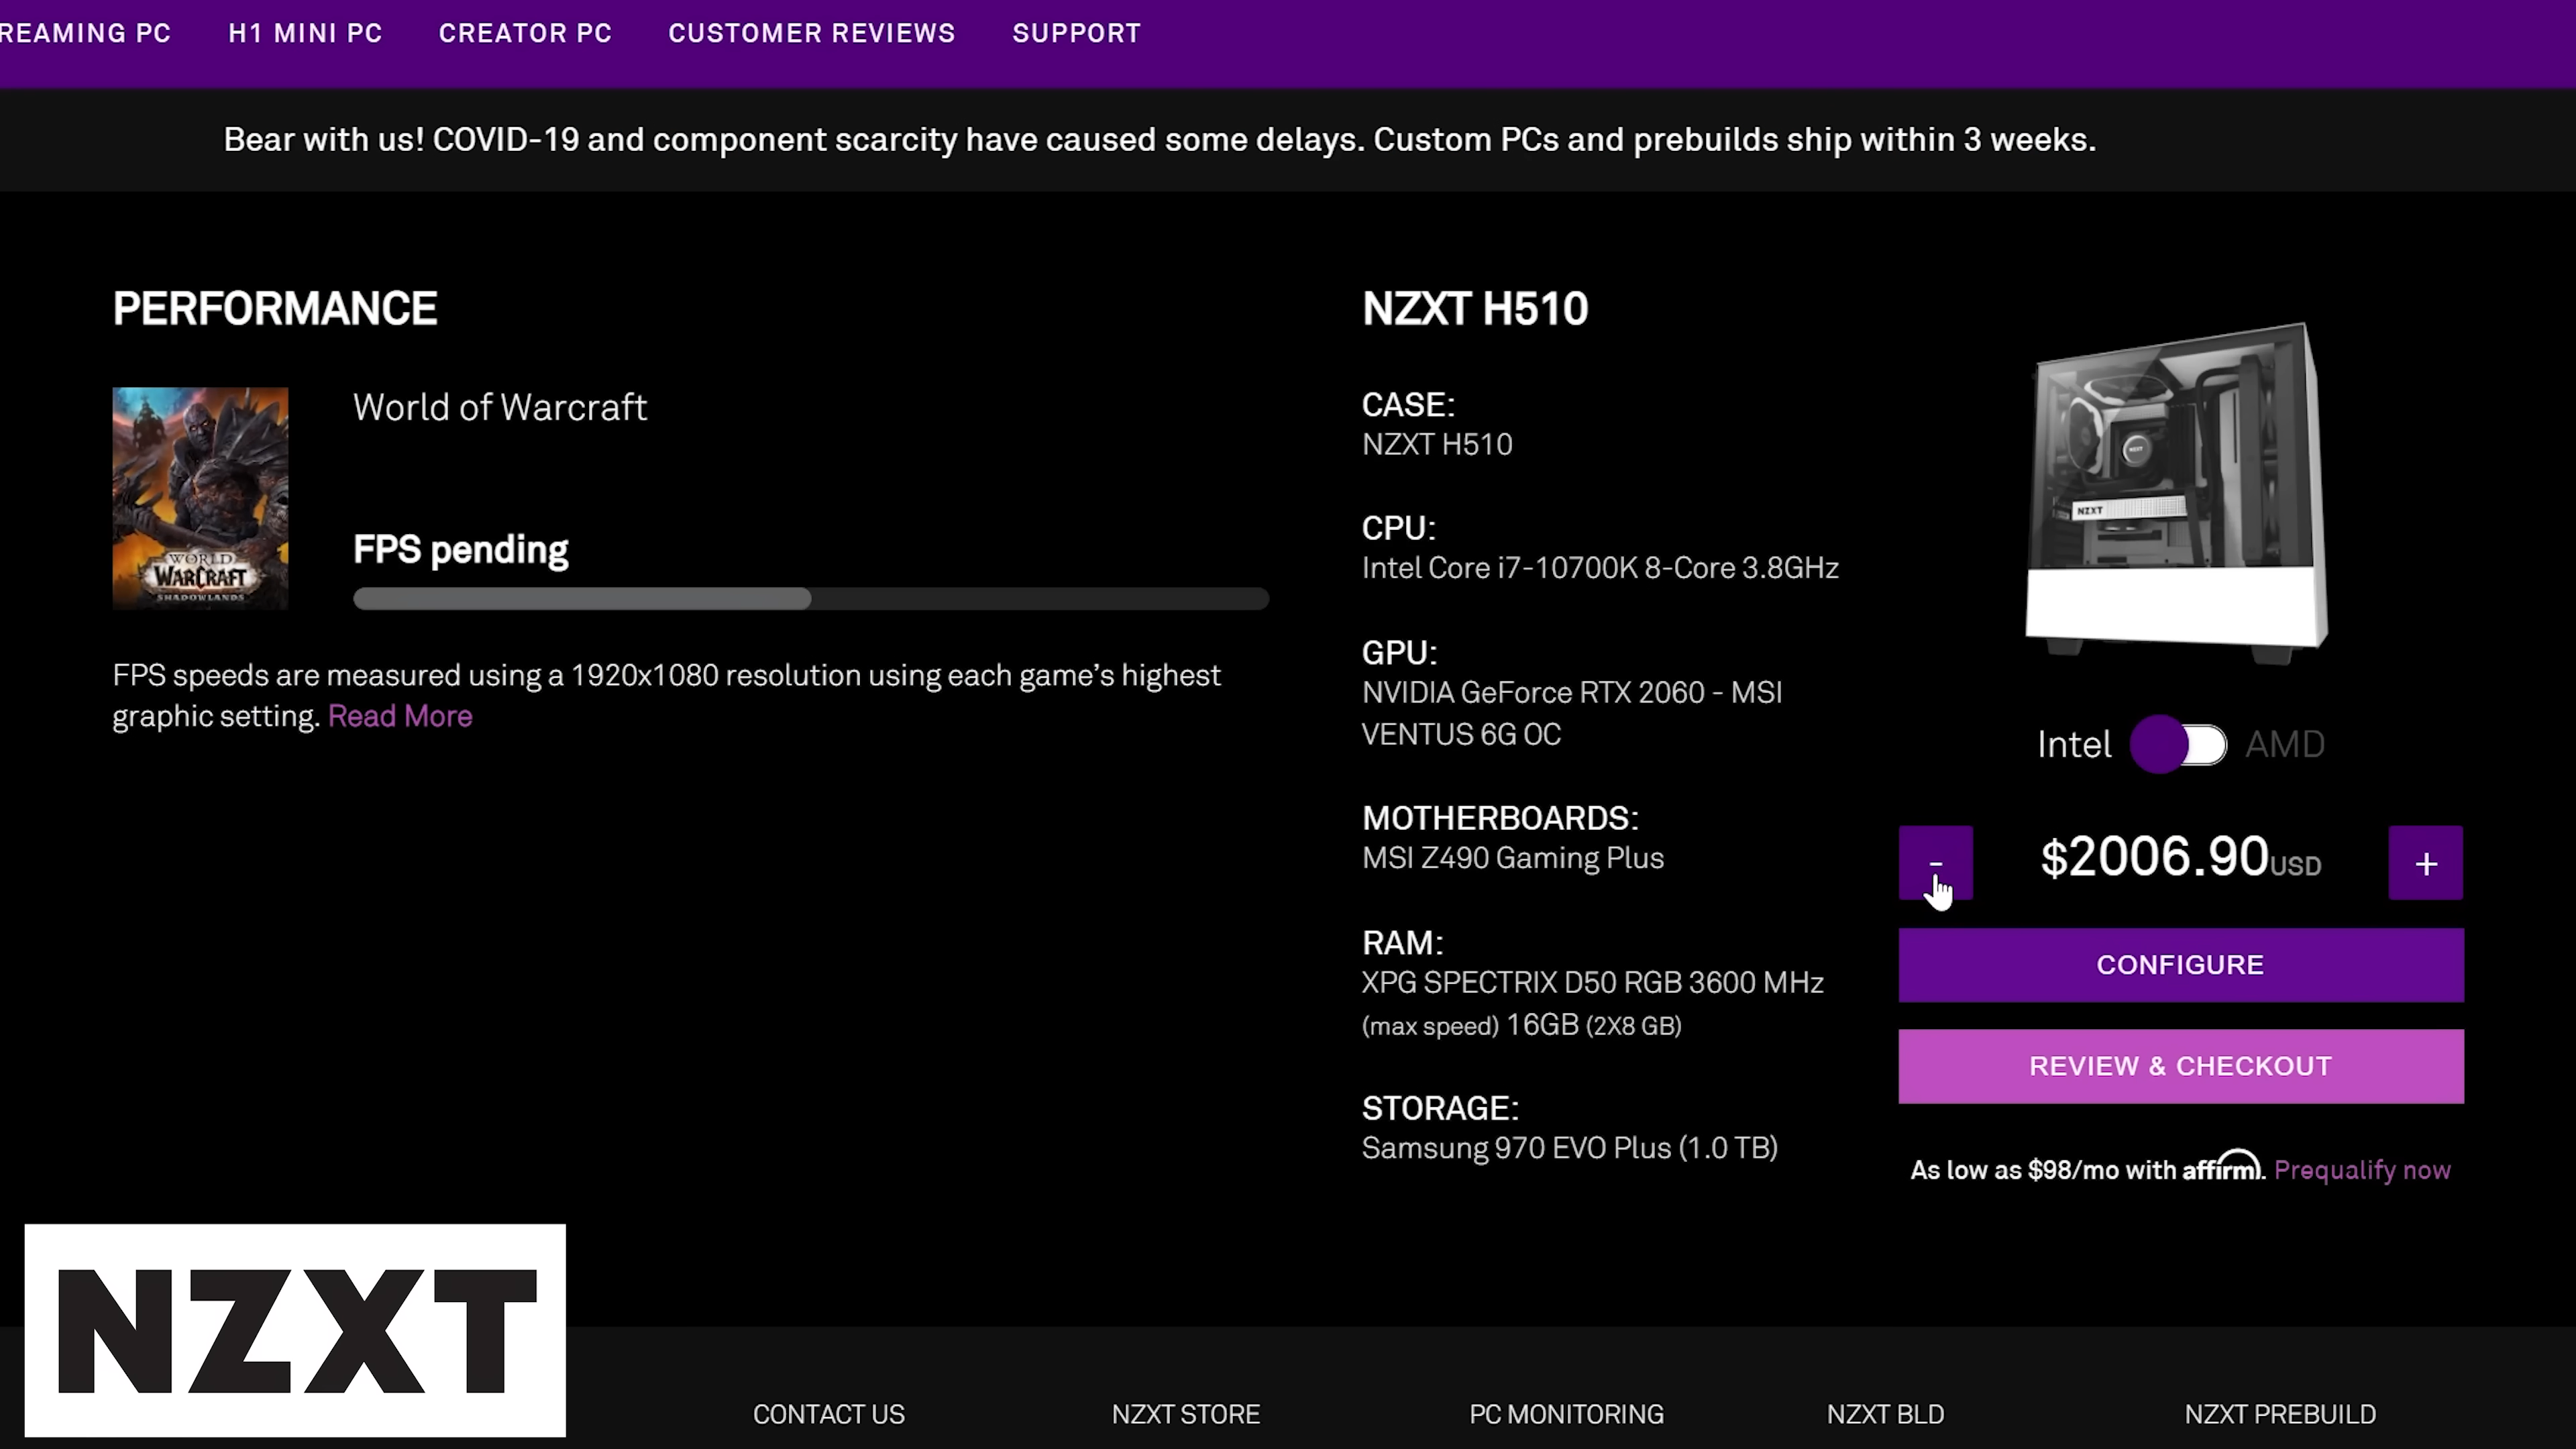 REAMING PC H1 MINI PC CREATOR PC CUSTOMER REVIEWS SUPPORT
Bear with us! COVID-19 and component scarcity have caused some delays. Custom PCs and prebuilds ship within 3 weeks.
PERFORMANCE
World of Warcraft
FPS pending
WORLD
WARCRAFT
SHADOWLANDS
FPS speeds are measured using a 1920x1080 resolution using each game's highest
graphic setting. Read More
NZXT H510
CASE:
NZXT H510
CPU:
Intel Core i7-10700K 8-Core 3.8GHz
GPU:
NVIDIA GeForce RTX 2060 - MSI
VENTUS 6G OC
MOTHERBOARDS:
MSI Z490 Gaming Plus
RAM:
XPG SPECTRIX D50 RGB 3600 MHz
(max speed) 16GB (2X8 GB)
STORAGE:
Samsung 970 EVO Plus (1.0 TB)
NZXT
NZXT
Intel AMD
- $2006.90USD +
CONFIGURE
REVIEW & CHECKOUT
As low as $98/mo with affirm. Prequalify now
NZXT
CONTACT US NZXT STORE PC MONITORING NZXT BLD NZXT PREBUILD